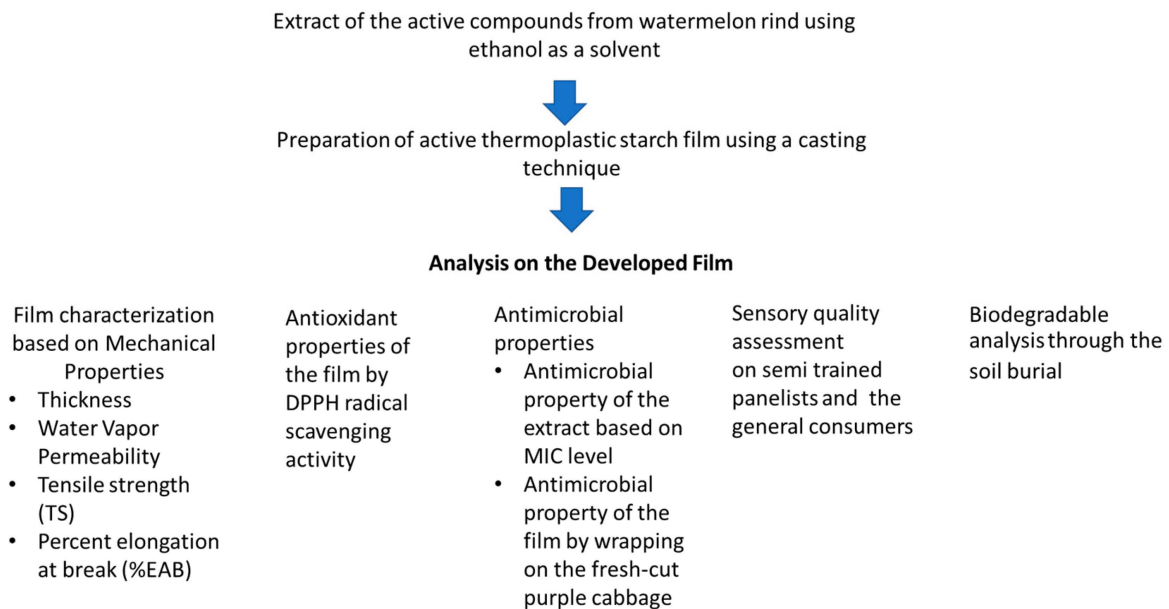 Extract of the active compounds from watermelon rind using
ethanol as a solvent
Preparation of active thermoplastic starch film using a casting
technique
Analysis on the Developed Film
Film characterization
based on Mechanical
Properties
• Thickness
• Water Vapor
Permeability
• Tensile strength
(TS)
• Percent elongation
at break (%EAB)
Antioxidant
properties of
the film by
DPPH radical
scavenging
activity
Antimicrobial
properties
• Antimicrobial
property of the
extract based on
MIC level
• Antimicrobial
property of the
film by wrapping
on the fresh-cut
purple cabbage
Sensory quality
assessment
on semi trained
panelists and the
general consumers
Biodegradable
analysis through the
soil burial